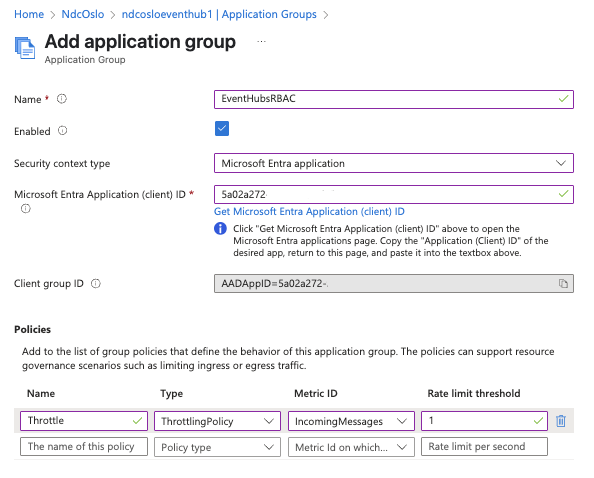 Home > NdcOslo > ndcosloeventhub1 | Application Groups >
Add application group ...
Application Group
Name *
EventHubsRBAC
Enabled
Security context type
Microsoft Entra application
Microsoft Entra Application (client) ID *
5a02a272-
Get Microsoft Entra Application (client) ID
Click "Get Microsoft Entra Application (client) ID" above to open the
Microsoft Entra applications page. Copy the "Application (Client) ID" of the
desired app, return to this page, and paste it into the textbox above.
Client group ID
AADAppID=5a02a272-
Policies
Add to the list of group policies that define the behavior of this application group. The policies can support resource
governance scenarios such as limiting ingress or egress traffic.
Name Type Metric ID Rate limit threshold
Throttle ThrottlingPolicy IncomingMessages 1
The name of this policy Policy type Metric Id on which... Rate limit per second